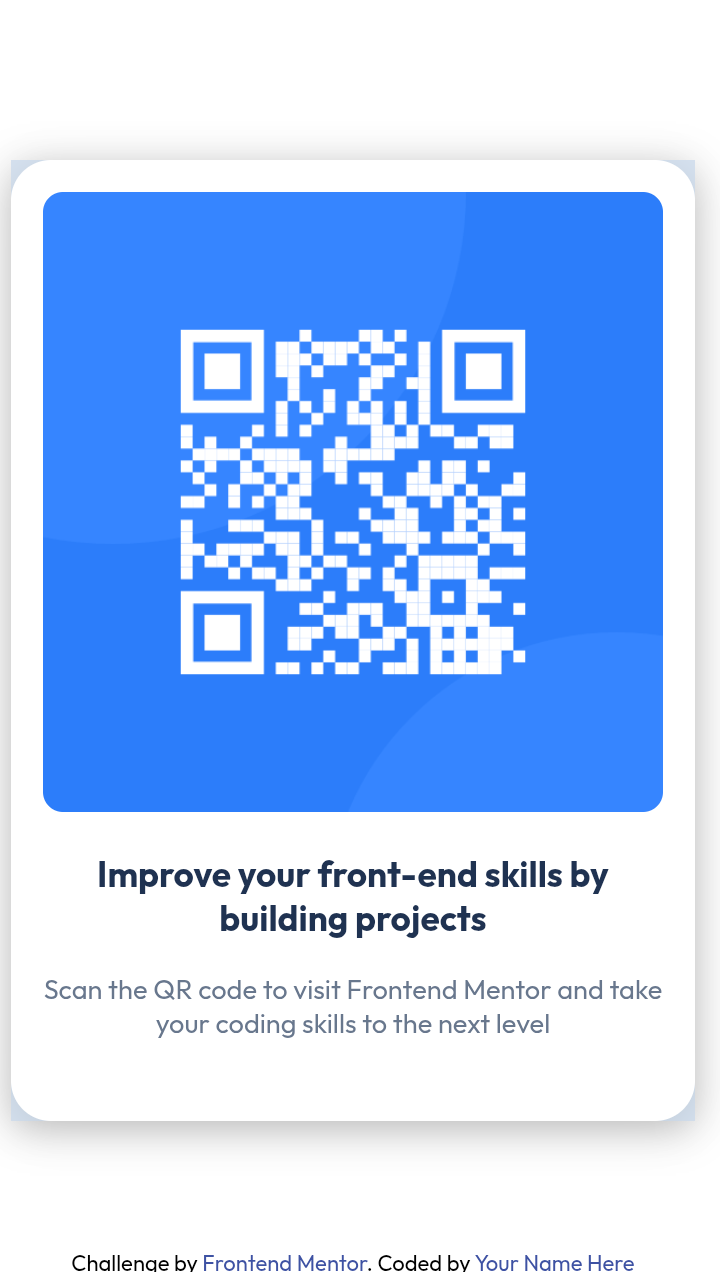 Improve your front-end skills by
building projects
Scan the QR code to visit Frontend Mentor and take
your coding skills to the next level
Challenge by Frontend Mentor. Coded by Your Name Here